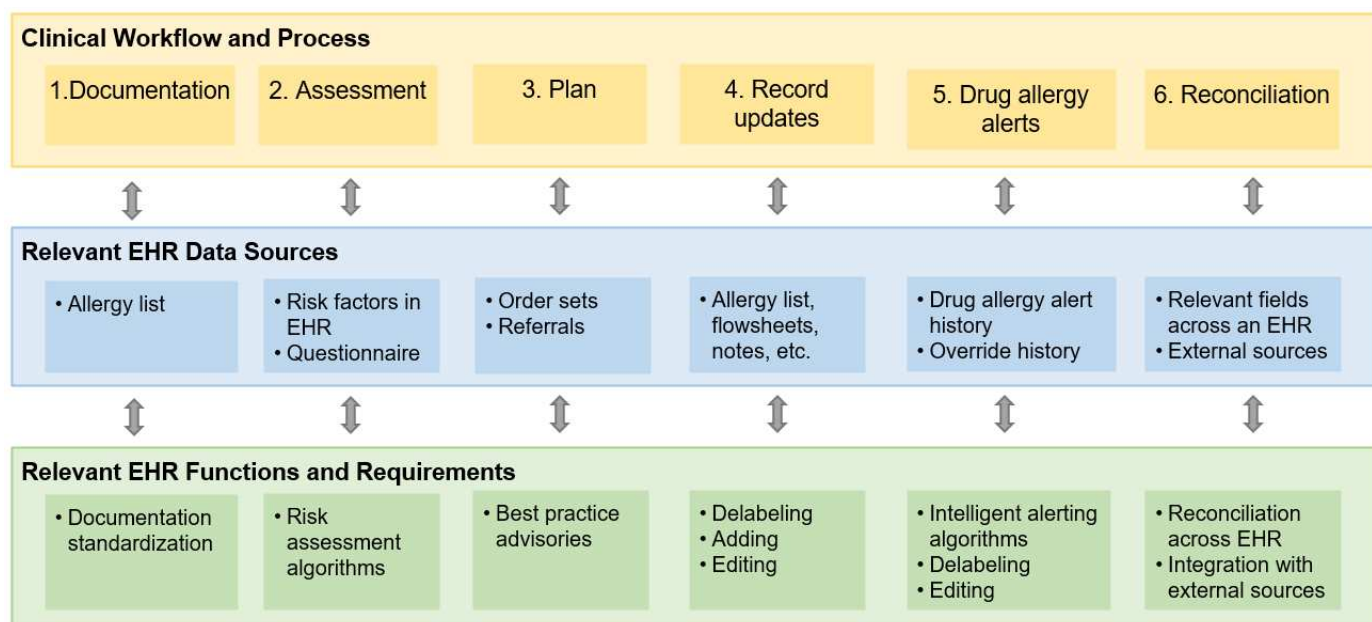 Clinical Workflow and Process
1.Documentation
2. Assessment
3. Plan
4. Record
updates
5. Drug allergy
alerts
6. Reconciliation
Relevant EHR Data Sources
• Allergy list
• Risk factors in
EHR
• Questionnaire
• Order sets
• Referrals
• Allergy list,
flowsheets,
notes, etc.
• Drug allergy alert
history
• Override history
• Relevant fields
across an EHR
• External sources
Relevant EHR Functions and Requirements
• Documentation
standardization
• Risk
assessment
algorithms
• Best practice
advisories
• Delabeling
• Adding
• Editing
• Intelligent alerting
algorithms
• Delabeling
• Editing
• Reconciliation
across EHR
• Integration with
external sources